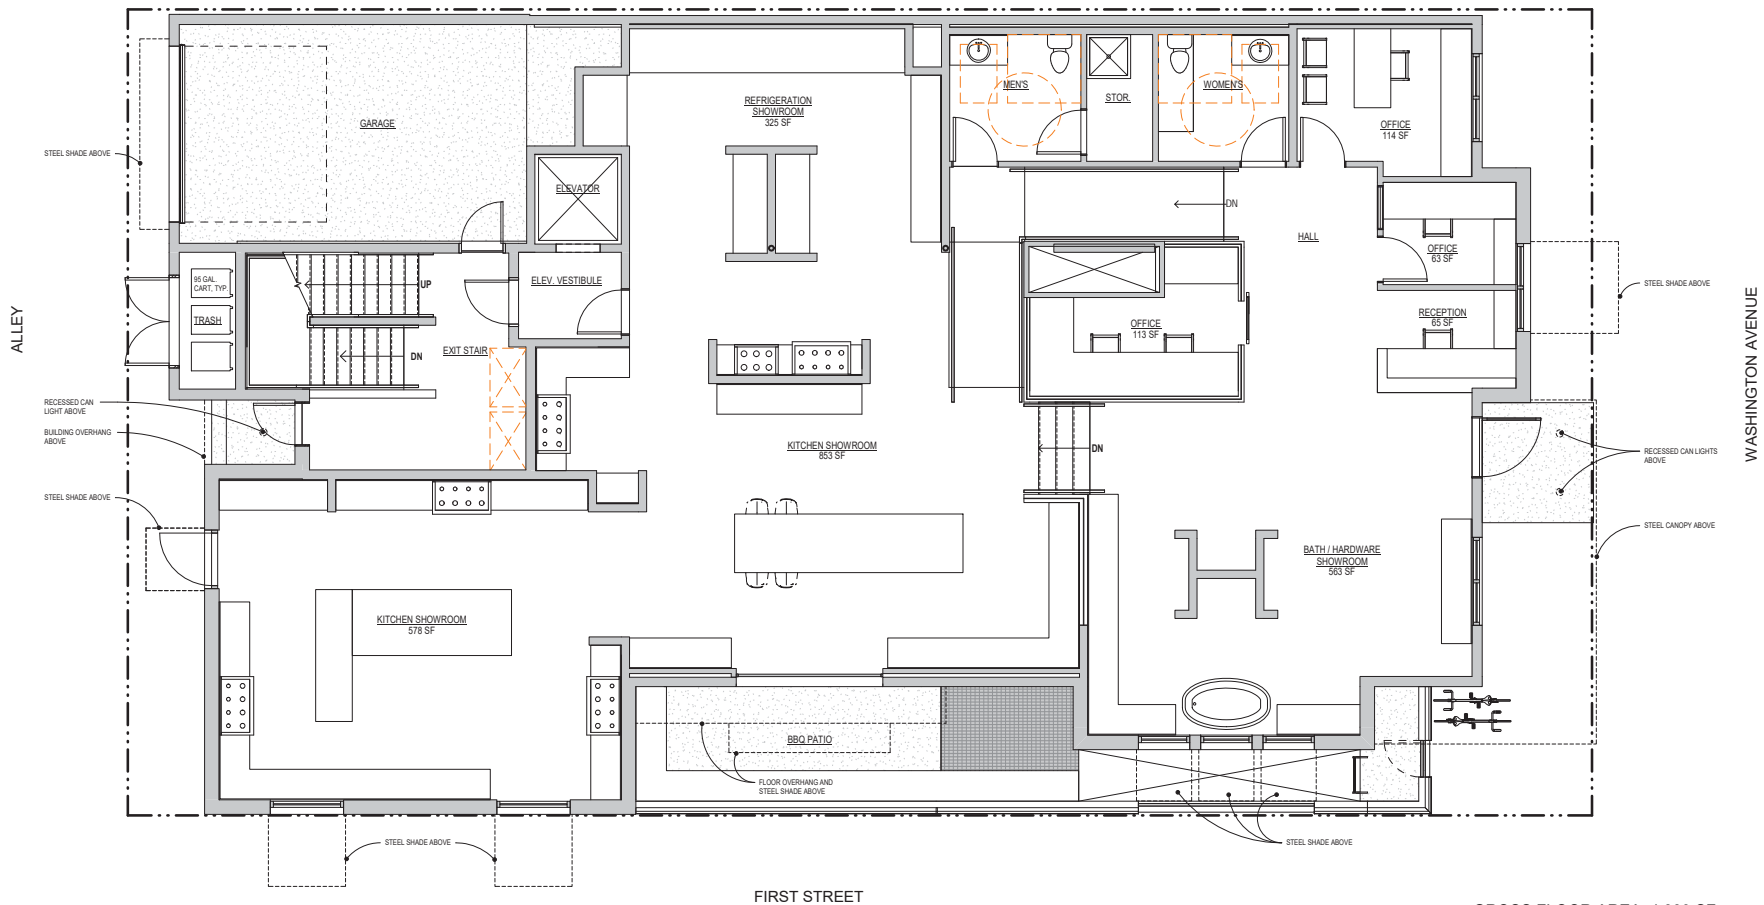 GARAGE
REFRIGERATION
SHOWROOM
325 SF
MEN'S
STOR.
WOMEN'S
OFFICE
114 SF
STEEL SHADE ABOVE
ELEVATOR
DN
HALL
OFFICE
63 SF
95 GAL.
CART, TYP.
UP
ELEV. VESTIBULE
STEEL SHADE ABOVE
TRASH
OFFICE
113 SF
RECEPTION
65 SF
ALLEY
WASHINGTON AVENUE
EXIT STAIR
DN
RECESSED CAN
LIGHT ABOVE
BUILDING OVERHANG
ABOVE
KITCHEN SHOWROOM
853 SF
DN
RECESSED CAN LIGHTS
ABOVE
STEEL SHADE ABOVE
STEEL CANOPY ABOVE
BATH / HARDWARE
SHOWROOM
563 SF
KITCHEN SHOWROOM
578 SF
BBQ PATIO
FLOOR OVERHANG AND
STEEL SHADE ABOVE
STEEL SHADE ABOVE
STEEL SHADE ABOVE
FIRST STREET